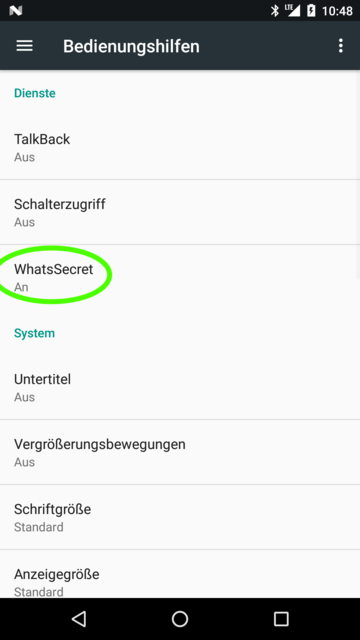 LTE 10:48
Bedienungshilfen
Dienste
TalkBack
Aus
Schalterzugriff
Aus
WhatsSecret
An
System
Untertitel
Aus
Vergrößerungsbewegungen
Aus
Schriftgröße
Standard
Anzeigegröße
Standard